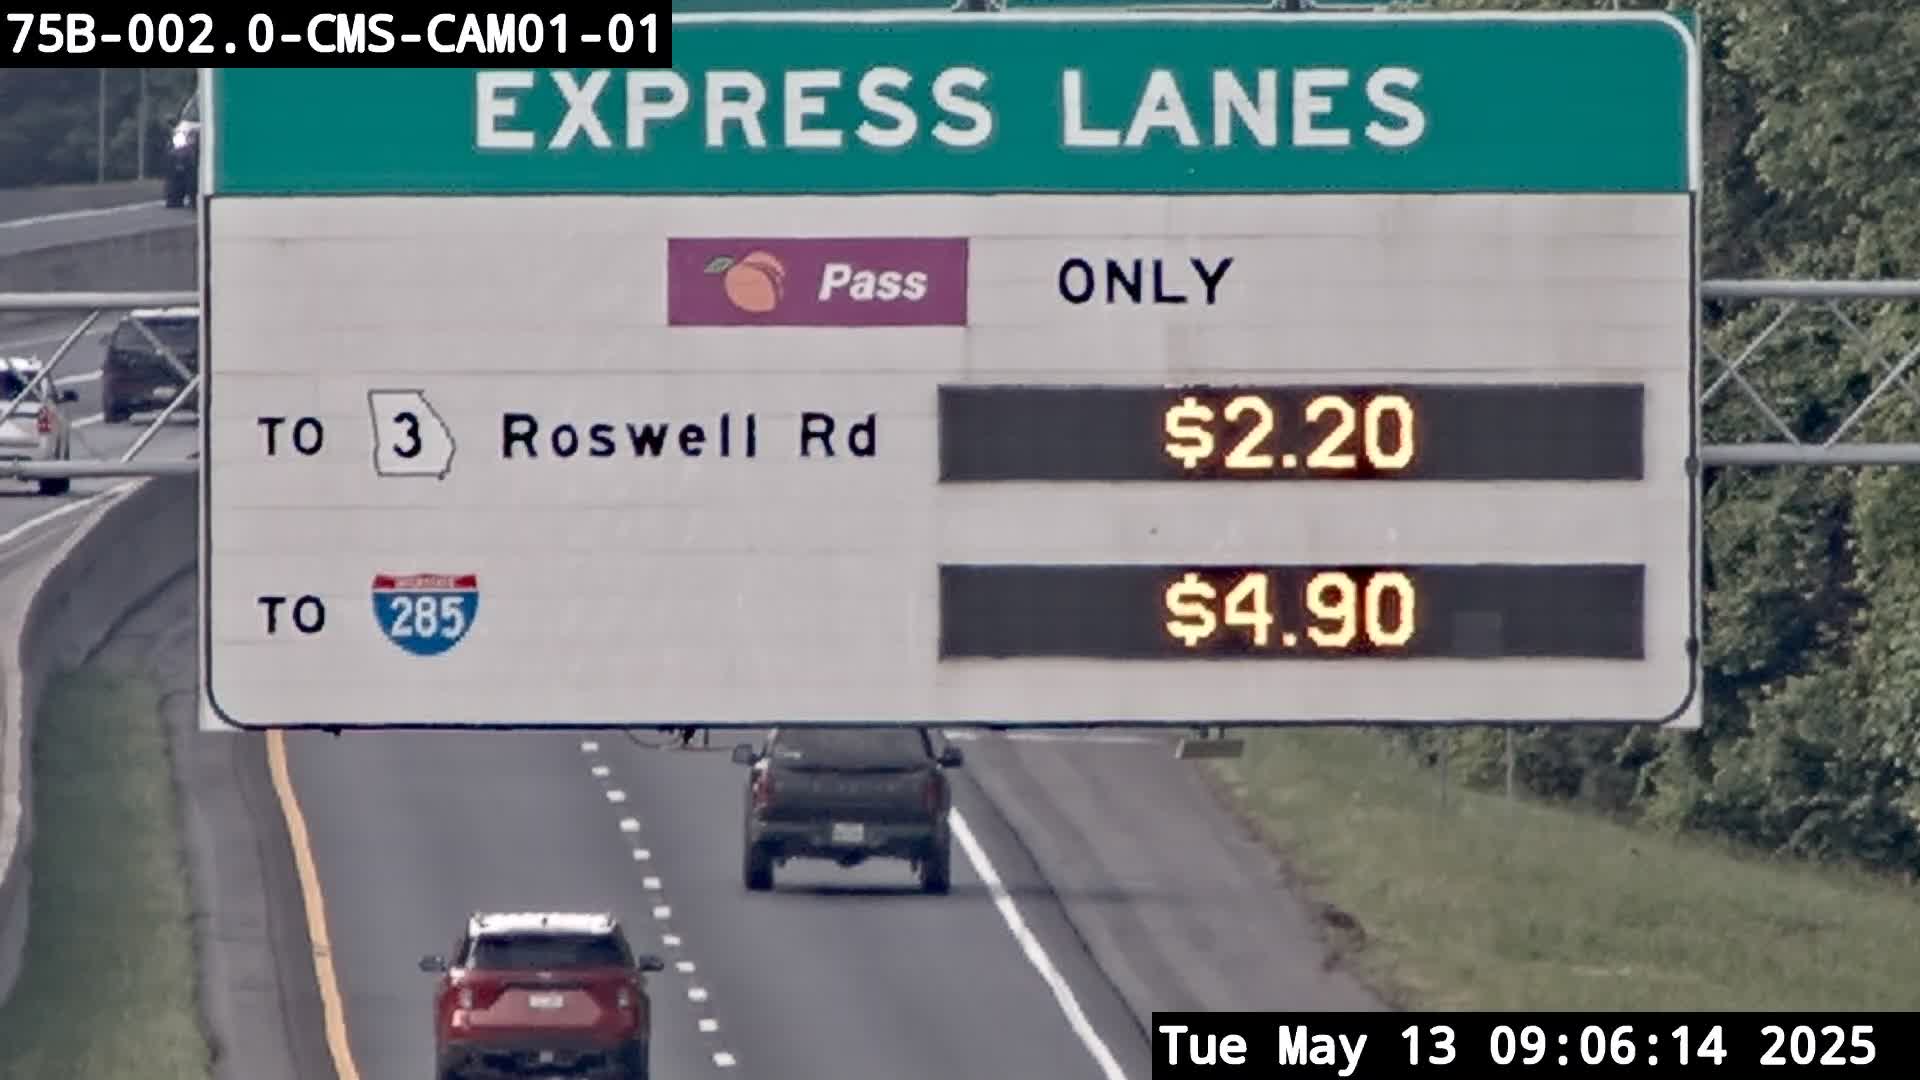 75B-002.0-CMS-CAM01-01
EXPRESS LANES
Pass ONLY
TO 3 Roswell Rd $2.20
TO 285 $4.90
Tue May 13 09:06:14 2025